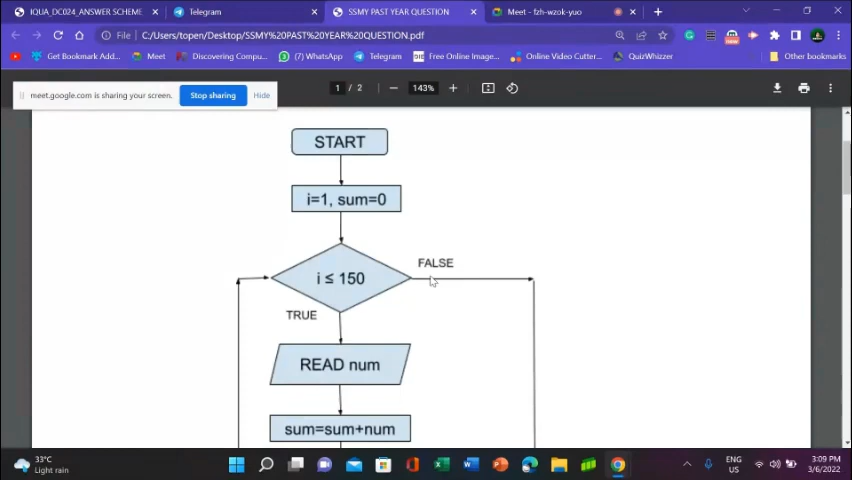 IQUA_DC024_ANSWER SCHEME
Telegram
SSMY PAST YEAR QUESTION
Meet - fzh-wzok-yuo
File
C:/Users/topen/Desktop/SSMY%20PAST%20YEAR%20QUESTION.pdf
Get Bookmark Add...
Meet
Discovering Compu...
(7) WhatsApp
Telegram
Free Online Image...
Online Video Cutter...
QuizWhizzer
Other bookmarks
meet.google.com is sharing your screen.
Stop sharing
Hide
1 / 2
143%
START
i=1, sum=0
i ≤ 150
FALSE
TRUE
READ num
sum=sum+num
33°C
Light rain
ENG
US
3:09 PM
3/6/2022